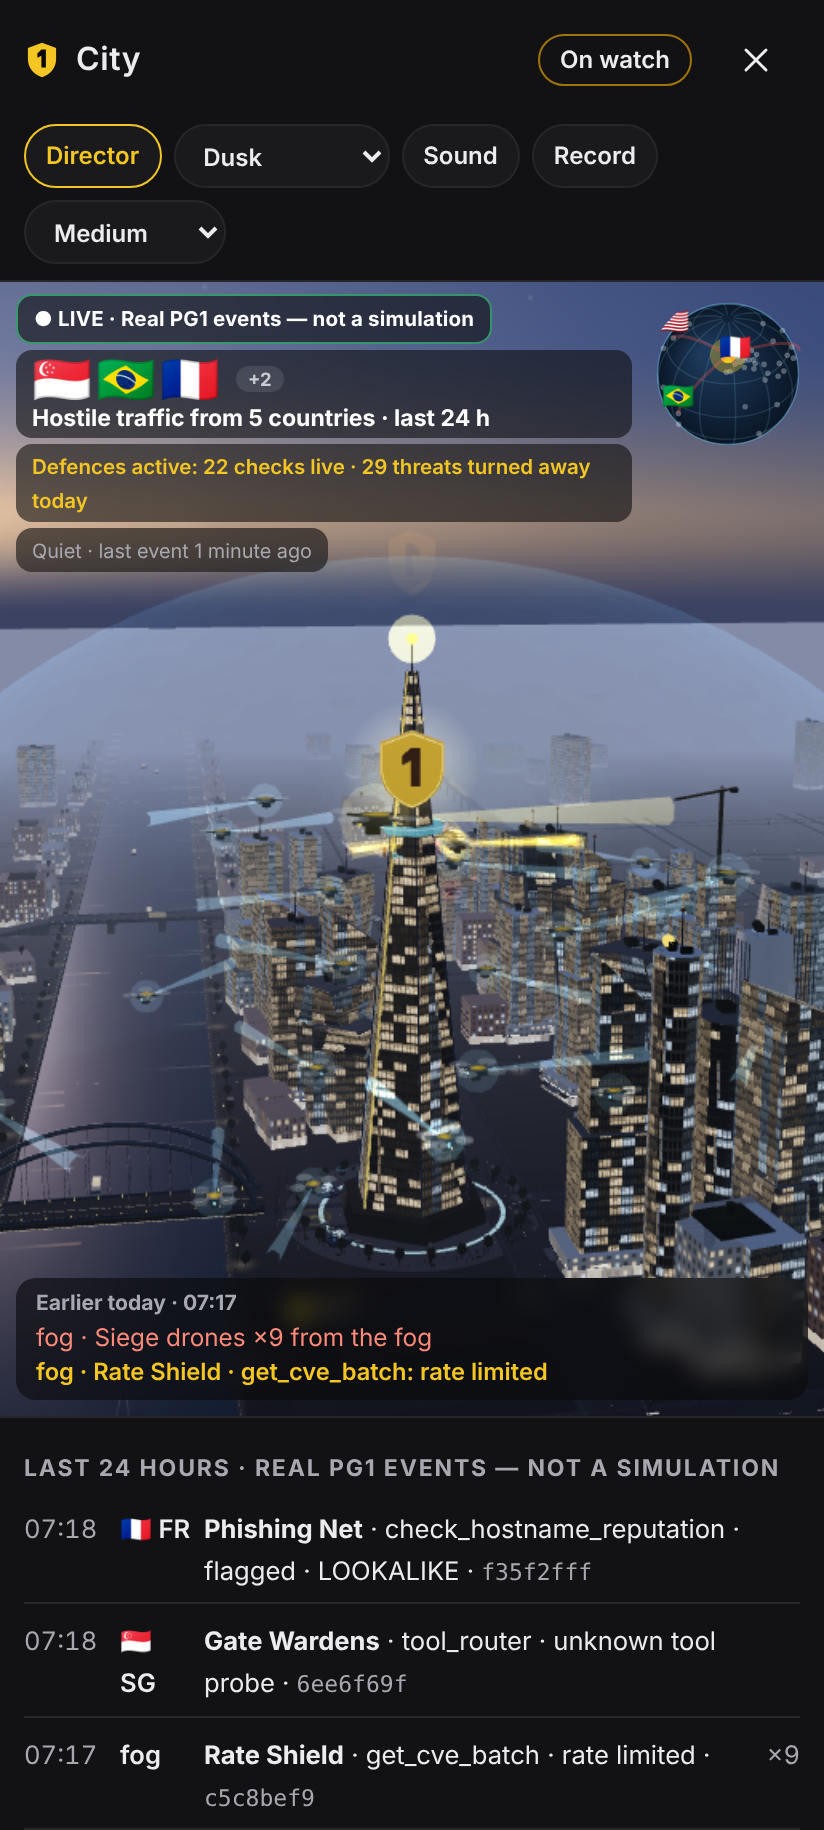 1 City On watch
Director Dusk Sound Record
Medium
LIVE · Real PG1 events — not a simulation
+2
Hostile traffic from 5 countries · last 24 h
Defences active: 22 checks live · 29 threats turned away
today
Quiet · last event 1 minute ago
1
1
Earlier today · 07:17
fog · Siege drones ×9 from the fog
fog · Rate Shield · get_cve_batch: rate limited
LAST 24 HOURS · REAL PG1 EVENTS — NOT A SIMULATION
07:18 FR Phishing Net · check_hostname_reputation ·
flagged · LOOKALIKE · f35f2fff
07:18 Gate Wardens · tool_router · unknown tool
SG probe · 6ee6f69f
07:17 fog Rate Shield · get_cve_batch · rate limited · ×9
c5c8bef9